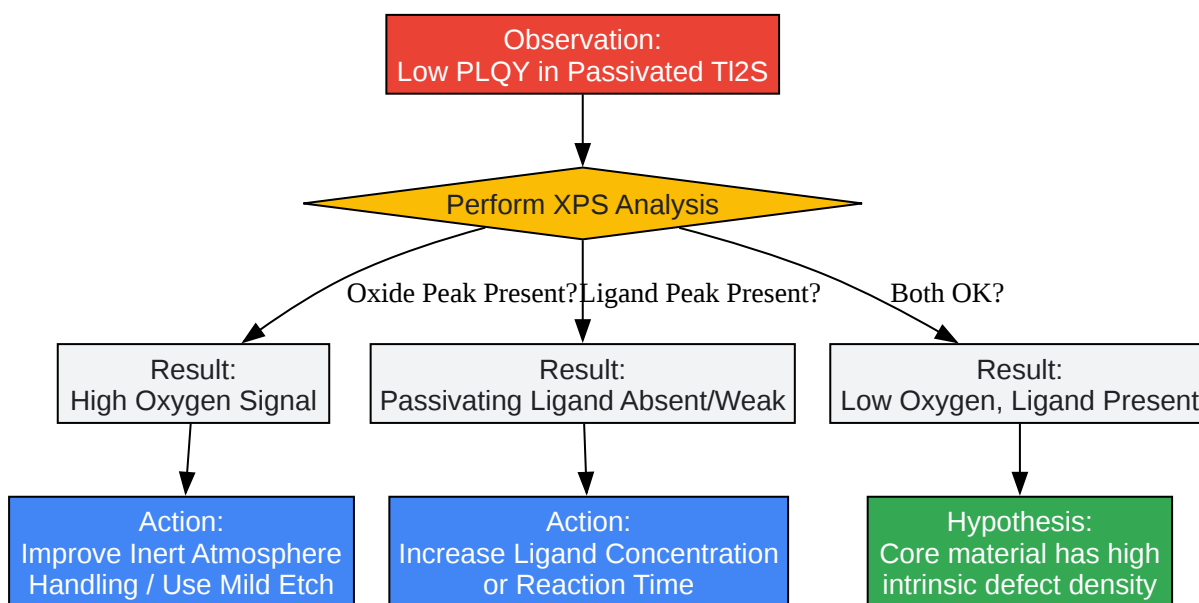 Observation:
Low PLQY in Passivated Tl2S
Perform XPS Analysis
Oxide Peak Present?
Ligand Peak Present?
Both OK?
Result:
High Oxygen Signal
Result:
Passivating Ligand Absent/Weak
Result:
Low Oxygen, Ligand Present
Action:
Improve Inert Atmosphere
Handling / Use Mild Etch
Action:
Increase Ligand Concentration
or Reaction Time
Hypothesis:
Core material has high
intrinsic defect density